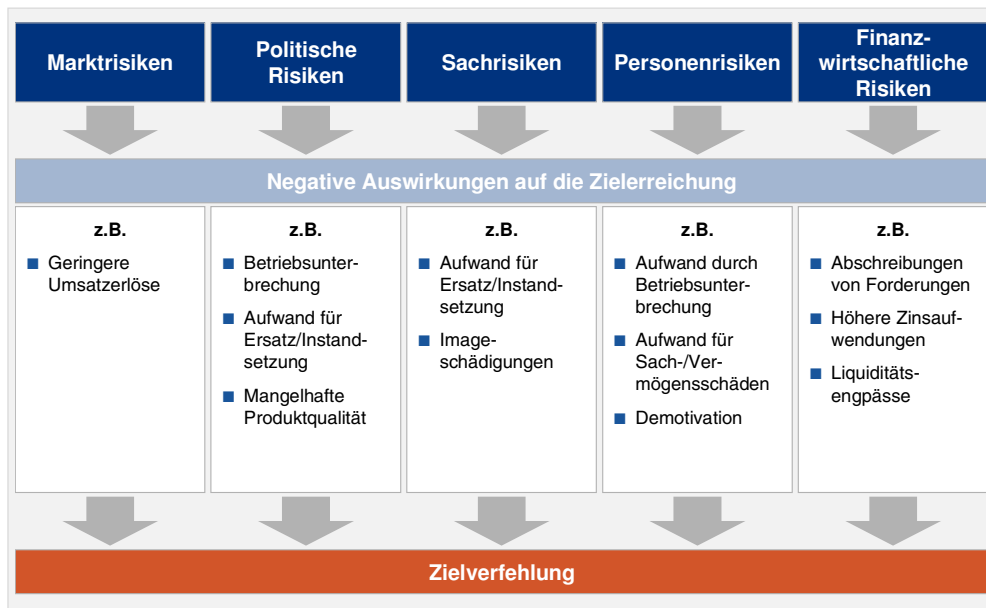 Marktrisiken
Politische
Risiken
Sachrisiken
Personenrisiken
Finanz-
wirtschaftliche
Risiken
Negative Auswirkungen auf die Zielerreichung
z.B.
Geringere
Umsatzerlöse
z.B.
Betriebsunter-
brechung
Aufwand für
Ersatz/Instand-
setzung
Mangelhafte
Produktqualität
z.B.
Aufwand für
Ersatz/Instand-
setzung
Image-
schädigungen
z.B.
Aufwand durch
Betriebsunter-
brechung
Aufwand für
Sach-/Ver-
mögensschäden
Demotivation
z.B.
Abschreibungen
von Forderungen
Höhere Zinsauf-
wendungen
Liquiditäts-
engpässe
Zielverfehlung